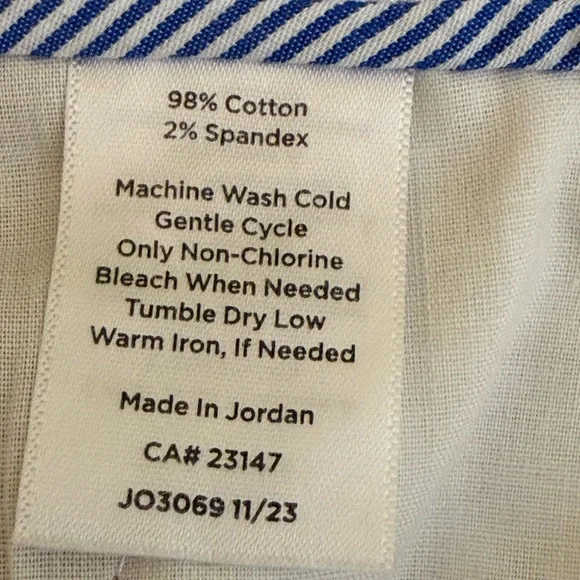 98% Cotton
2% Spandex
Machine Wash Cold
Gentle Cycle
Only Non-Chlorine
Bleach When Needed
Tumble Dry Low
Warm Iron, If Needed
Made In Jordan
CA# 23147
JO3069 11/23